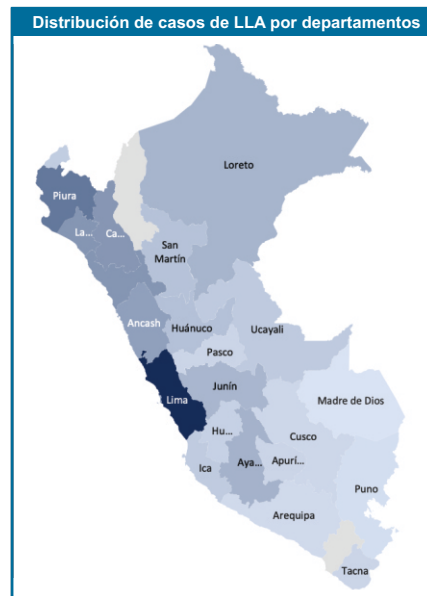 Distribución de casos de LLA por departamentos
Loreto
Piura
La...
Ca...
San
Martín
Ancash
Huánuco
Ucayali
Pasco
Lima
Junín
Madre de Dios
Hu...
Cusco
Ica
Aya...
Apurí...
Puno
Arequipa
Tacna